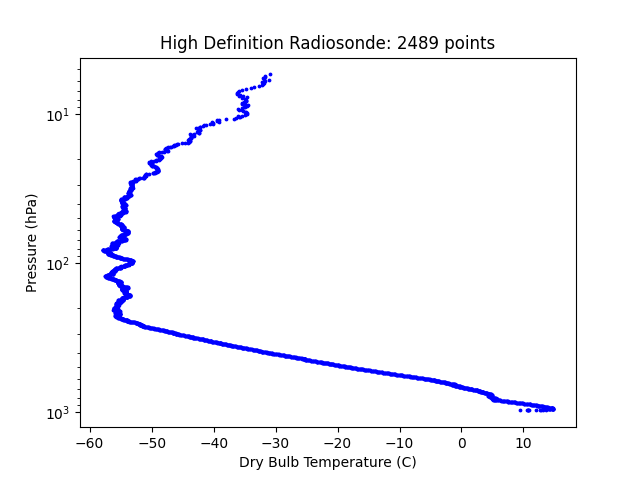 High Definition Radiosonde: 2489 points
10¹
10²
10³
Pressure (hPa)
−60 −50 −40 −30 −20 −10 0 10
Dry Bulb Temperature (C)